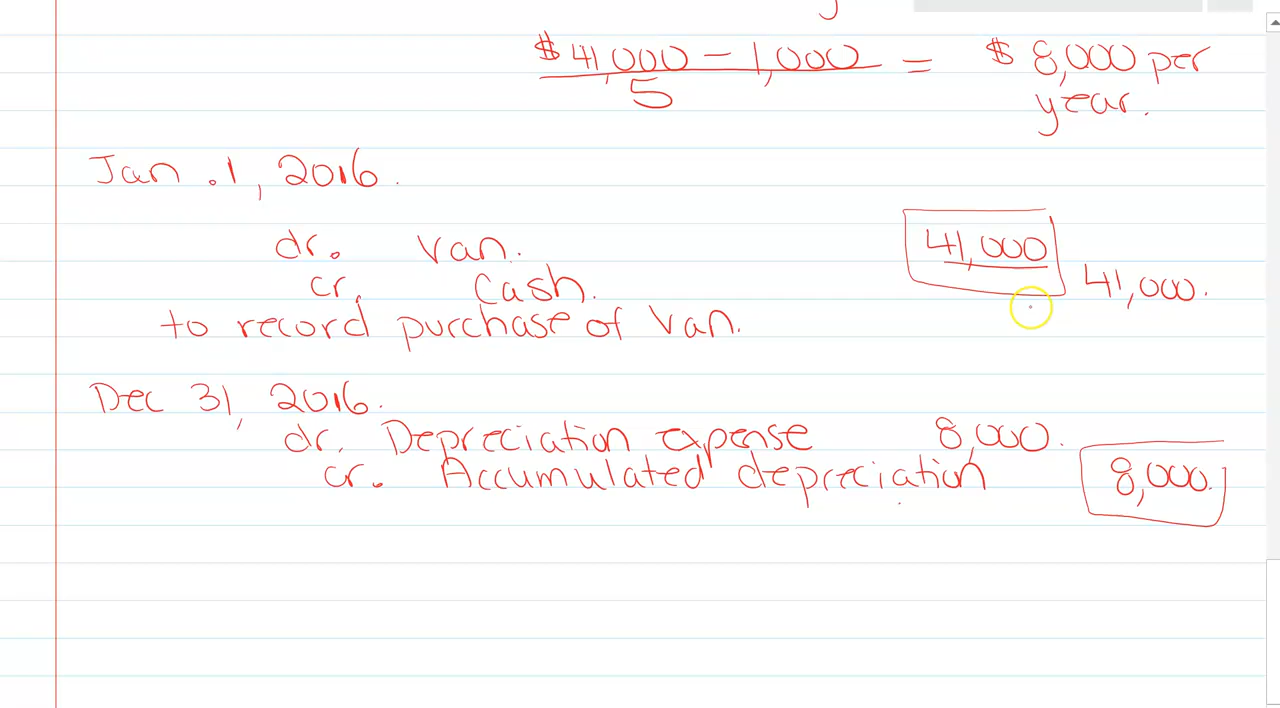 $41,000 - 1,000 = $8,000 per
5 year.
Jan. 1, 2016.
dr. Van. 41,000
cr. Cash. 41,000.
to record purchase of Van.
Dec 31, 2016.
dr. Depreciation expense 8,000.
cr. Accumulated depreciation 8,000.